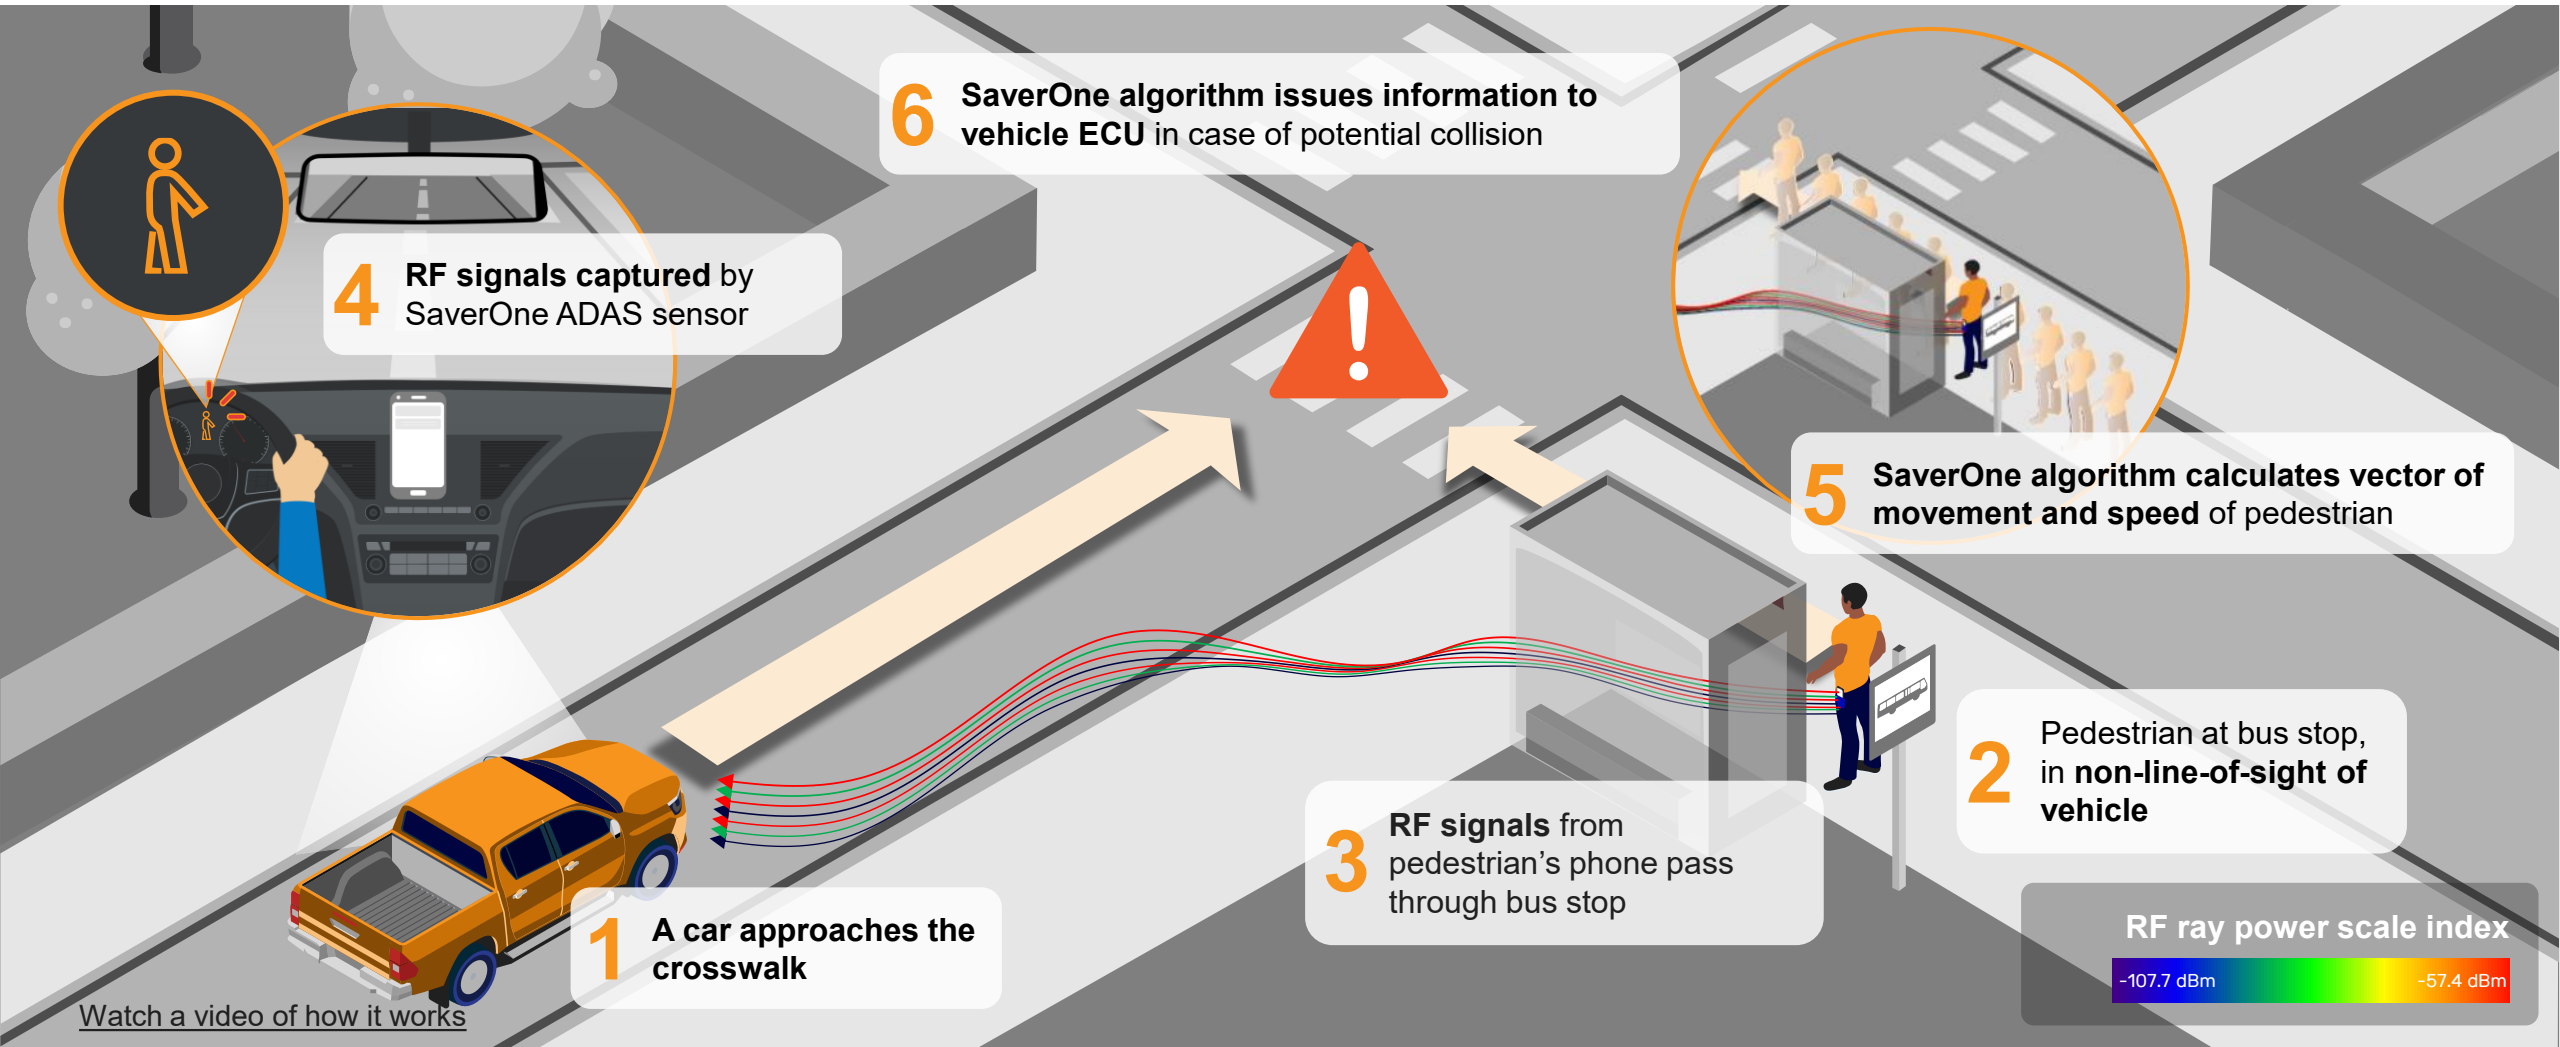 6
SaverOne algorithm issues information to
vehicle ECU in case of potential collision
4
RF signals captured by
SaverOne ADAS sensor
5
SaverOne algorithm calculates vector of
movement and speed of pedestrian
2
Pedestrian at bus stop,
in non-line-of-sight of
vehicle
3
RF signals from
pedestrian’s phone pass
through bus stop
1
A car approaches the
crosswalk
RF ray power scale index
-107.7 dBm
-57.4 dBm
Watch a video of how it works